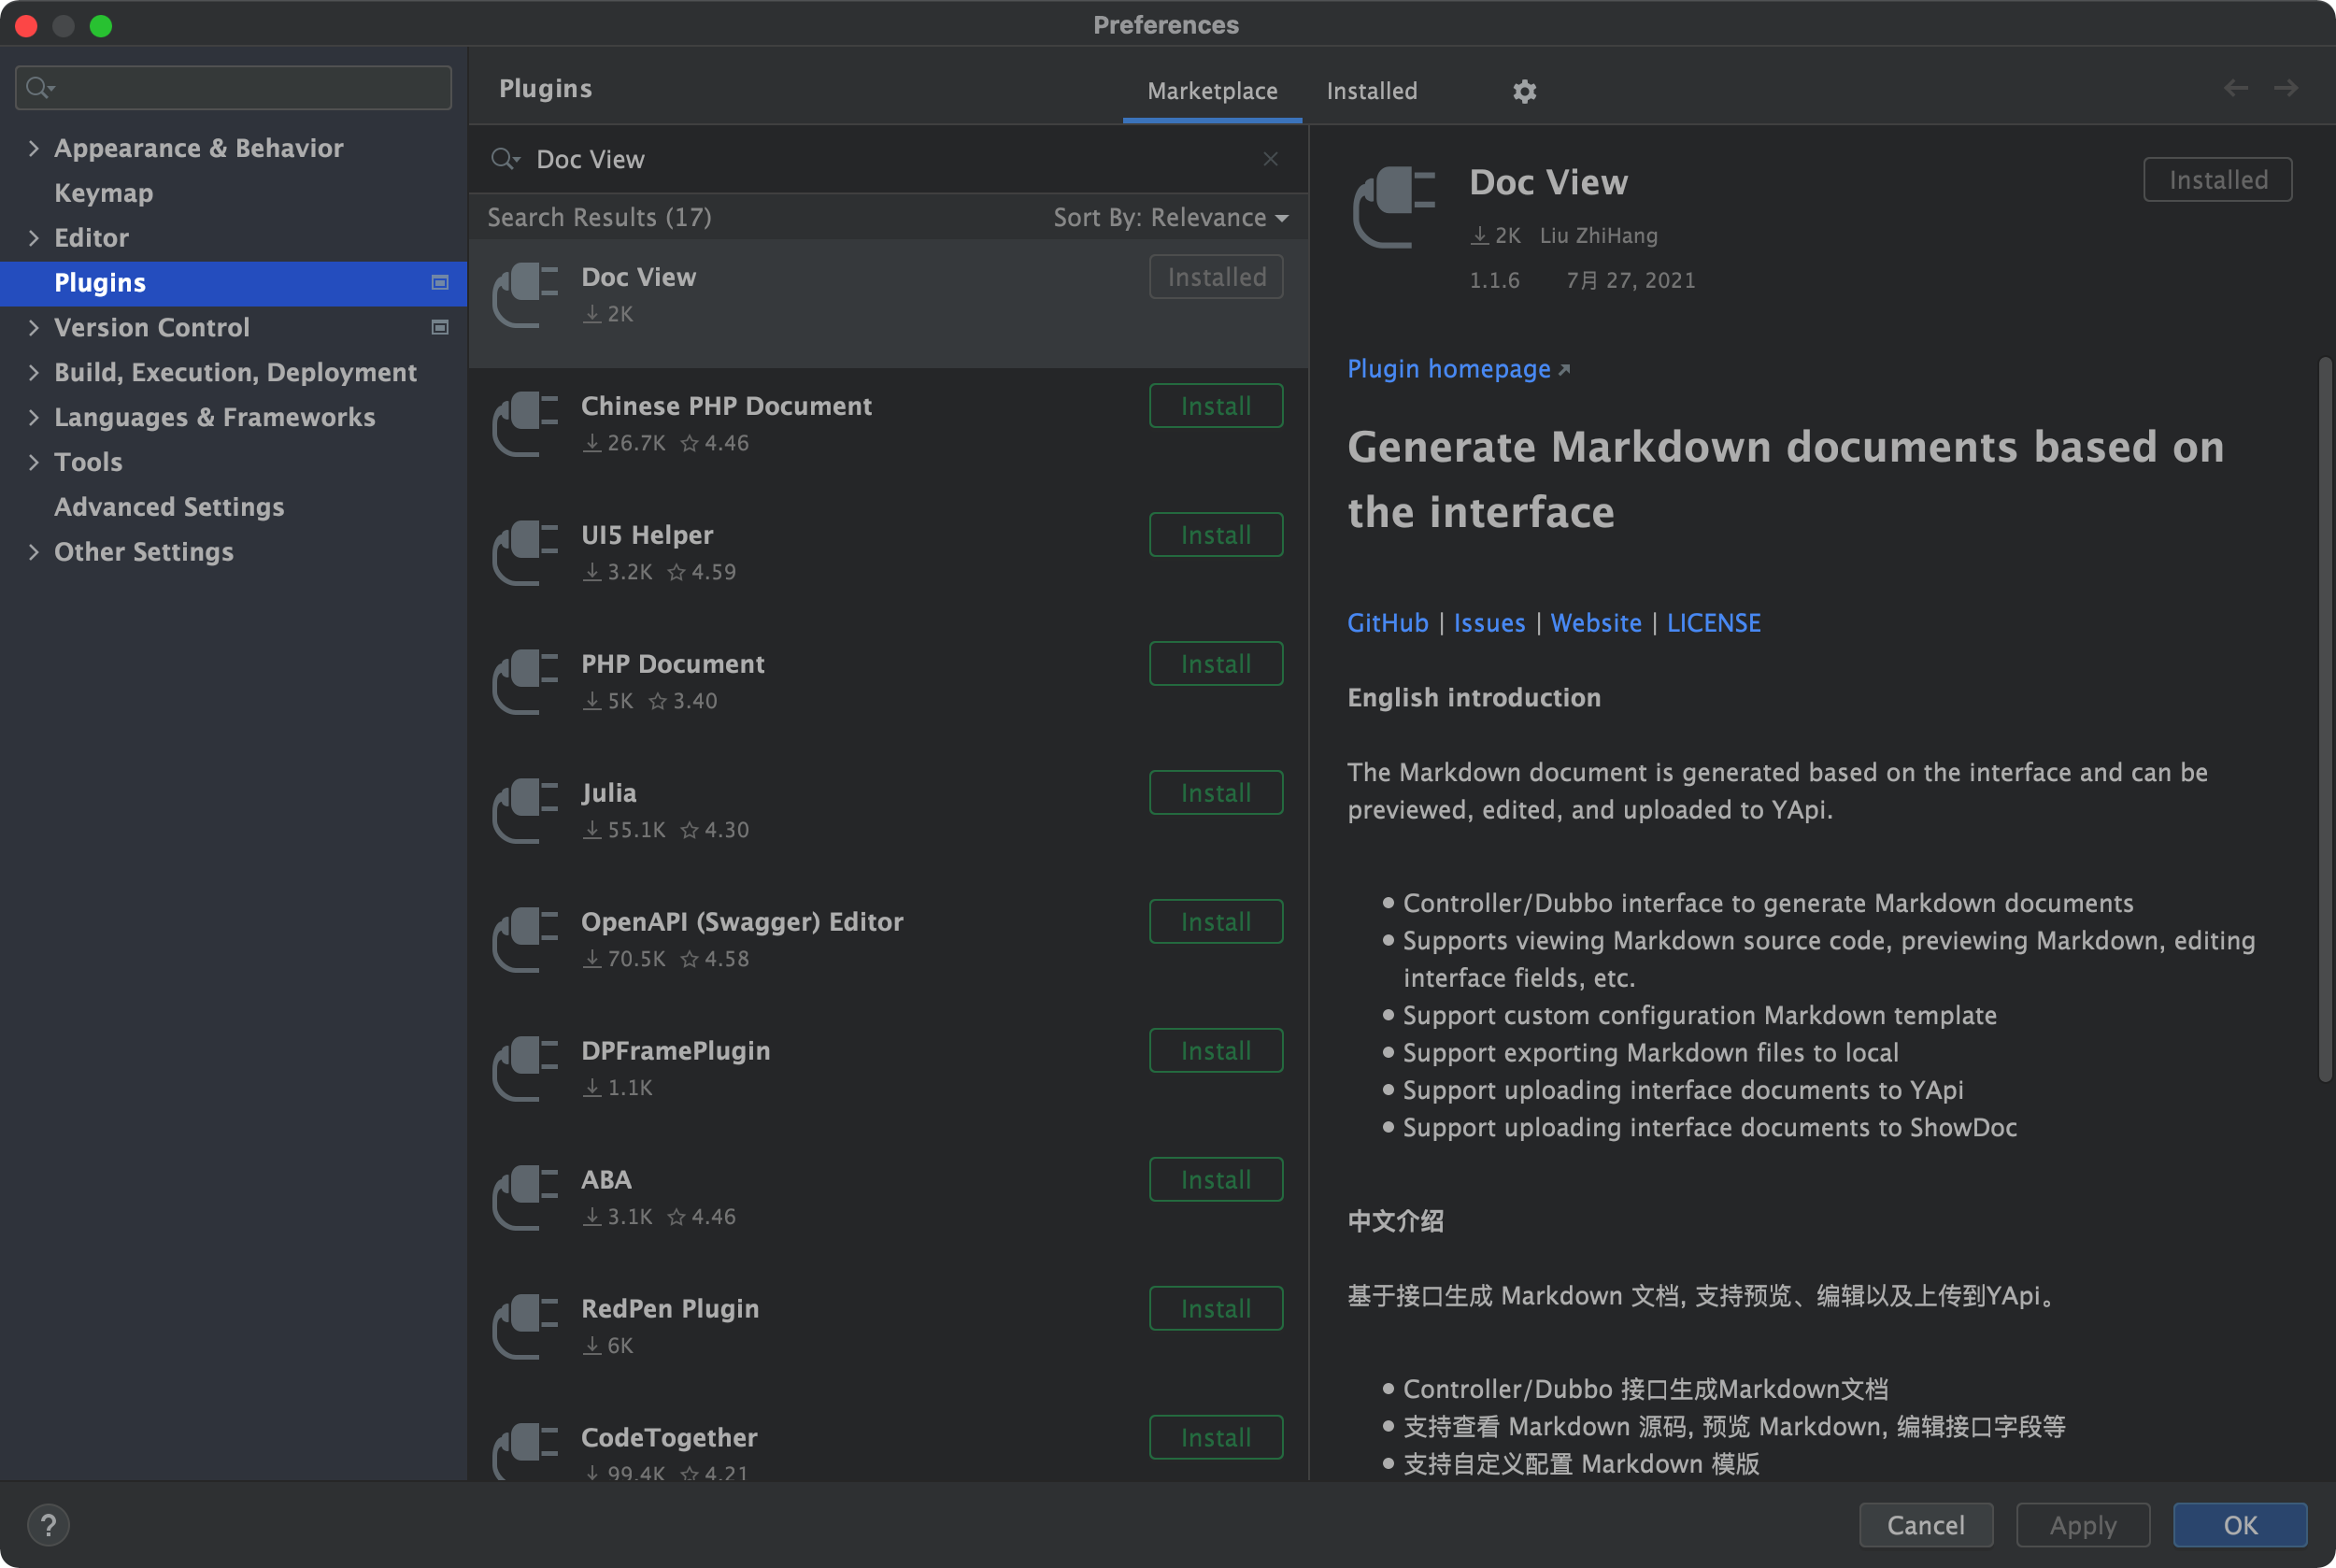 Preferences
Appearance & Behavior
Keymap
Editor
Plugins
Version Control
Build, Execution, Deployment
Languages & Frameworks
Tools
Advanced Settings
Other Settings
Plugins
Marketplace
Installed
Doc View
Search Results (17)
Sort By: Relevance
Doc View
Installed
2K
Chinese PHP Document
Install
26.7K 4.46
UI5 Helper
Install
3.2K 4.59
PHP Document
Install
5K 3.40
Julia
Install
55.1K 4.30
OpenAPI (Swagger) Editor
Install
70.5K 4.58
DPFramePlugin
Install
1.1K
ABA
Install
3.1K 4.46
RedPen Plugin
Install
6K
CodeTogether
Install
99.4K 4.21
Doc View
Installed
2K Liu ZhiHang
1.1.6 7月 27, 2021
Plugin homepage
Generate Markdown documents based on
the interface
GitHub | Issues | Website | LICENSE
English introduction
The Markdown document is generated based on the interface and can be
previewed, edited, and uploaded to YApi.
Controller/Dubbo interface to generate Markdown documents
Supports viewing Markdown source code, previewing Markdown, editing
interface fields, etc.
Support custom configuration Markdown template
Support exporting Markdown files to local
Support uploading interface documents to YApi
Support uploading interface documents to ShowDoc
中文介绍
基于接口生成 Markdown 文档, 支持预览、编辑以及上传到YApi。
Controller/Dubbo 接口生成Markdown文档
支持查看 Markdown 源码, 预览 Markdown, 编辑接口字段等
支持自定义配置 Markdown 模版
?
Cancel
Apply
OK